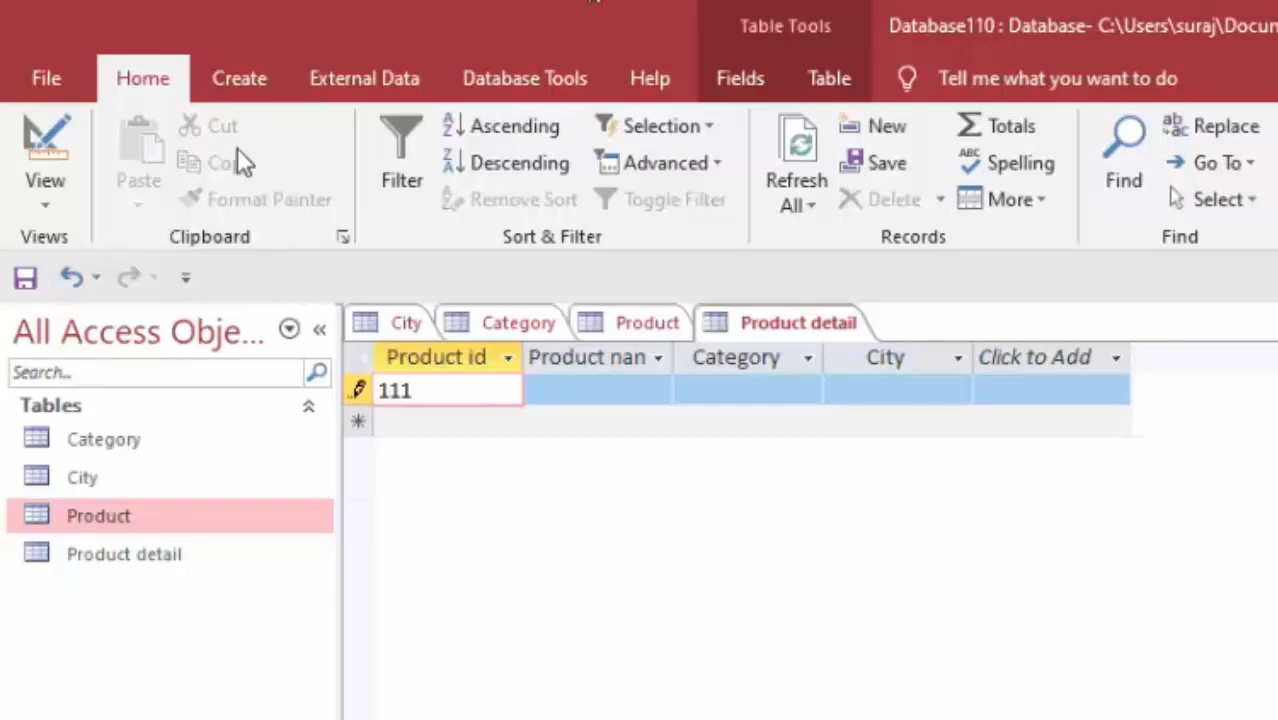 Table Tools
Database110 : Database- C:\Users\suraj\Docun
File Home Create External Data Database Tools Help Fields Table Tell me what you want to do
View
Views
Paste
Cut
Format Painter
Clipboard
Filter
Ascending
Descending
Remove Sort
Selection
Advanced
Toggle Filter
Sort & Filter
Refresh
All
New
Save
Delete
Totals
Spelling
More
Records
Find
Replace
Go To
Select
Find
All Access Obje...
Search...
Tables
Category
City
Product
Product detail
City Category Product Product detail
Product id Product nan Category City Click to Add
111